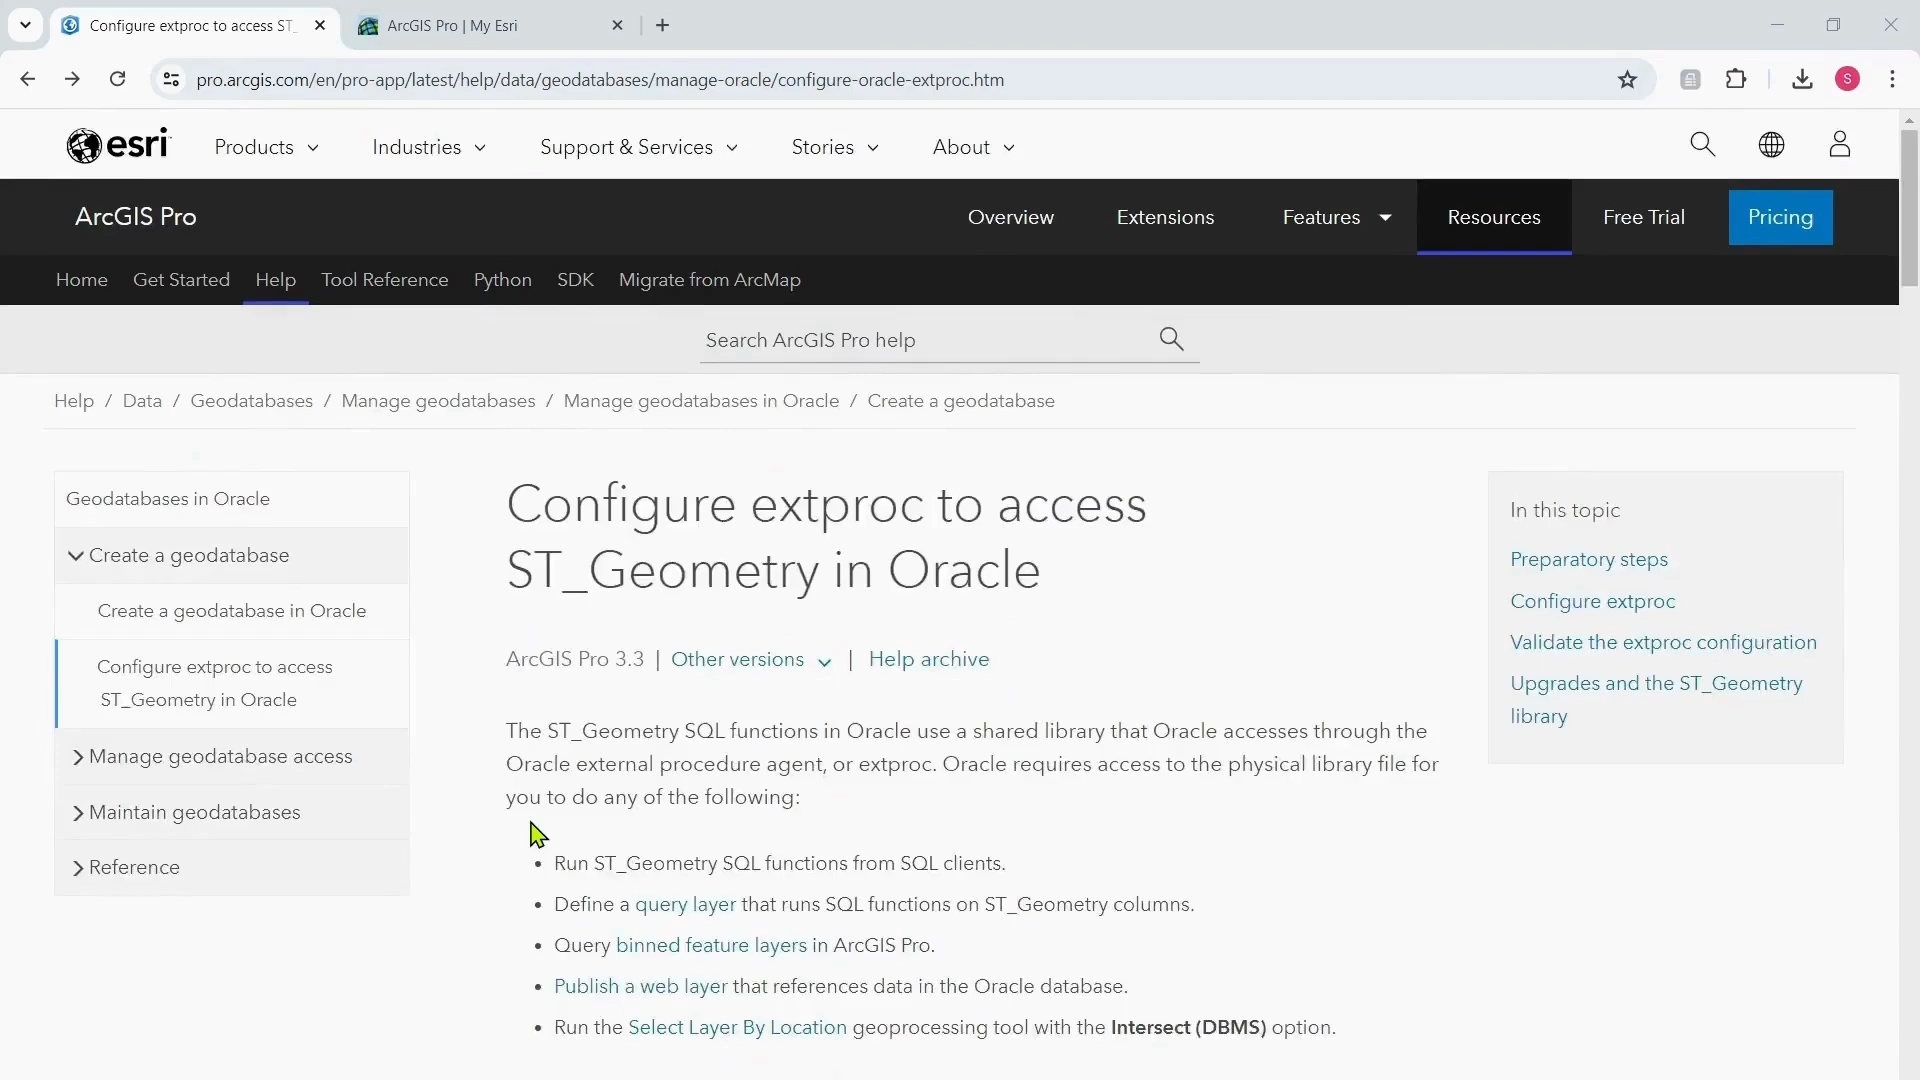 Configure extproc to access ST_
ArcGIS Pro | My Esri
pro.arcgis.com/en/pro-app/latest/help/data/geodatabases/manage-oracle/configure-oracle-extproc.htm
S
esri
Products
Industries
Support & Services
Stories
About
ArcGIS Pro
Overview
Extensions
Features
Resources
Free Trial
Pricing
Home
Get Started
Help
Tool Reference
Python
SDK
Migrate from ArcMap
Search ArcGIS Pro help
Help / Data / Geodatabases / Manage geodatabases / Manage geodatabases in Oracle / Create a geodatabase
Geodatabases in Oracle
Create a geodatabase
Create a geodatabase in Oracle
Configure extproc to access
ST_Geometry in Oracle
Manage geodatabase access
Maintain geodatabases
Reference
Configure extproc to access
ST_Geometry in Oracle
ArcGIS Pro 3.3 | Other versions | Help archive
The ST_Geometry SQL functions in Oracle use a shared library that Oracle accesses through the
Oracle external procedure agent, or extproc. Oracle requires access to the physical library file for
you to do any of the following:
• Run ST_Geometry SQL functions from SQL clients.
• Define a query layer that runs SQL functions on ST_Geometry columns.
• Query binned feature layers in ArcGIS Pro.
• Publish a web layer that references data in the Oracle database.
• Run the Select Layer By Location geoprocessing tool with the Intersect (DBMS) option.
In this topic
Preparatory steps
Configure extproc
Validate the extproc configuration
Upgrades and the ST_Geometry
library